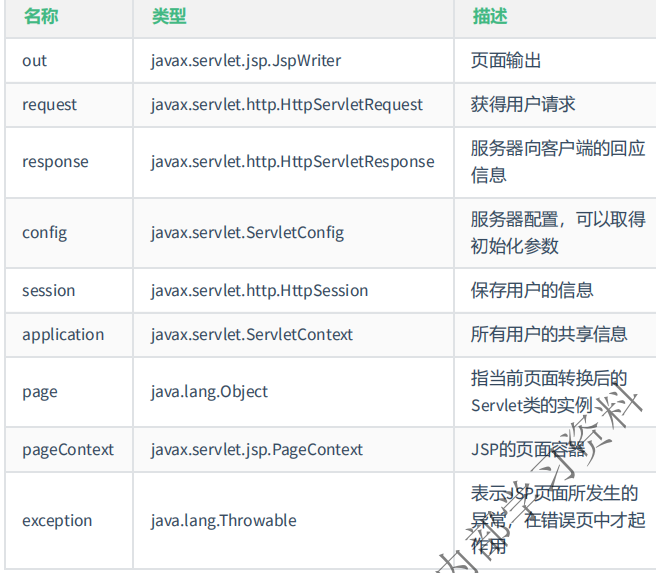 名称 类型 描述
out javax.servlet.jsp.JspWriter 页面输出
request javax.servlet.http.HttpServletRequest 获得用户请求
response javax.servlet.http.HttpServletResponse 服务器向客户端的回应
信息
config javax.servlet.ServletConfig 服务器配置，可以取得
初始化参数
session javax.servlet.http.HttpSession 保存用户的信息
application javax.servlet.ServletContext 所有用户的共享信息
page java.lang.Object 指当前页面转换后的
Servlet类的实例
pageContext javax.servlet.jsp.PageContext JSP的页面容器
exception java.lang.Throwable 表示JSP页面所发生的
异常，在错误页中才起
作用
内部学习资料